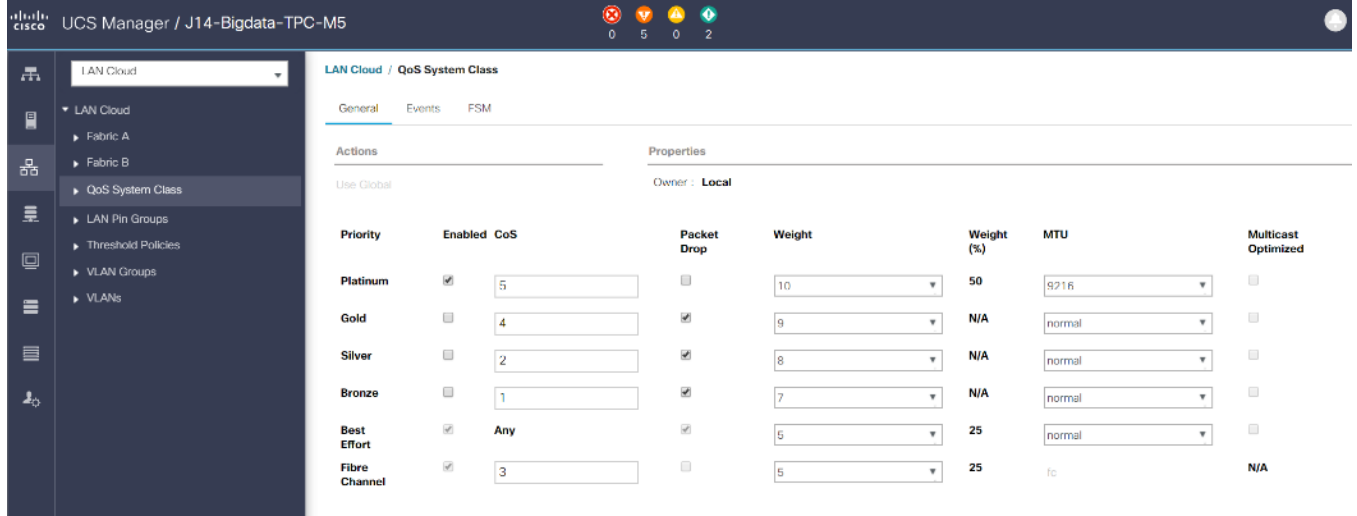 cisco UCS Manager / J14-Bigdata-TPC-M5
0 5 0 2
LAN Cloud
LAN Cloud
Fabric A
Fabric B
QoS System Class
LAN Pin Groups
Threshold Policies
VLAN Groups
VLANs
LAN Cloud / QoS System Class
General Events FSM
Actions Properties
Use Global Owner : Local
Priority Enabled CoS Packet Drop Weight Weight (%) MTU Multicast Optimized
Platinum 5 10 50 9216
Gold 4 9 N/A normal
Silver 2 8 N/A normal
Bronze 1 7 N/A normal
Best Effort Any 5 25 normal
Fibre Channel 3 5 25 fc N/A